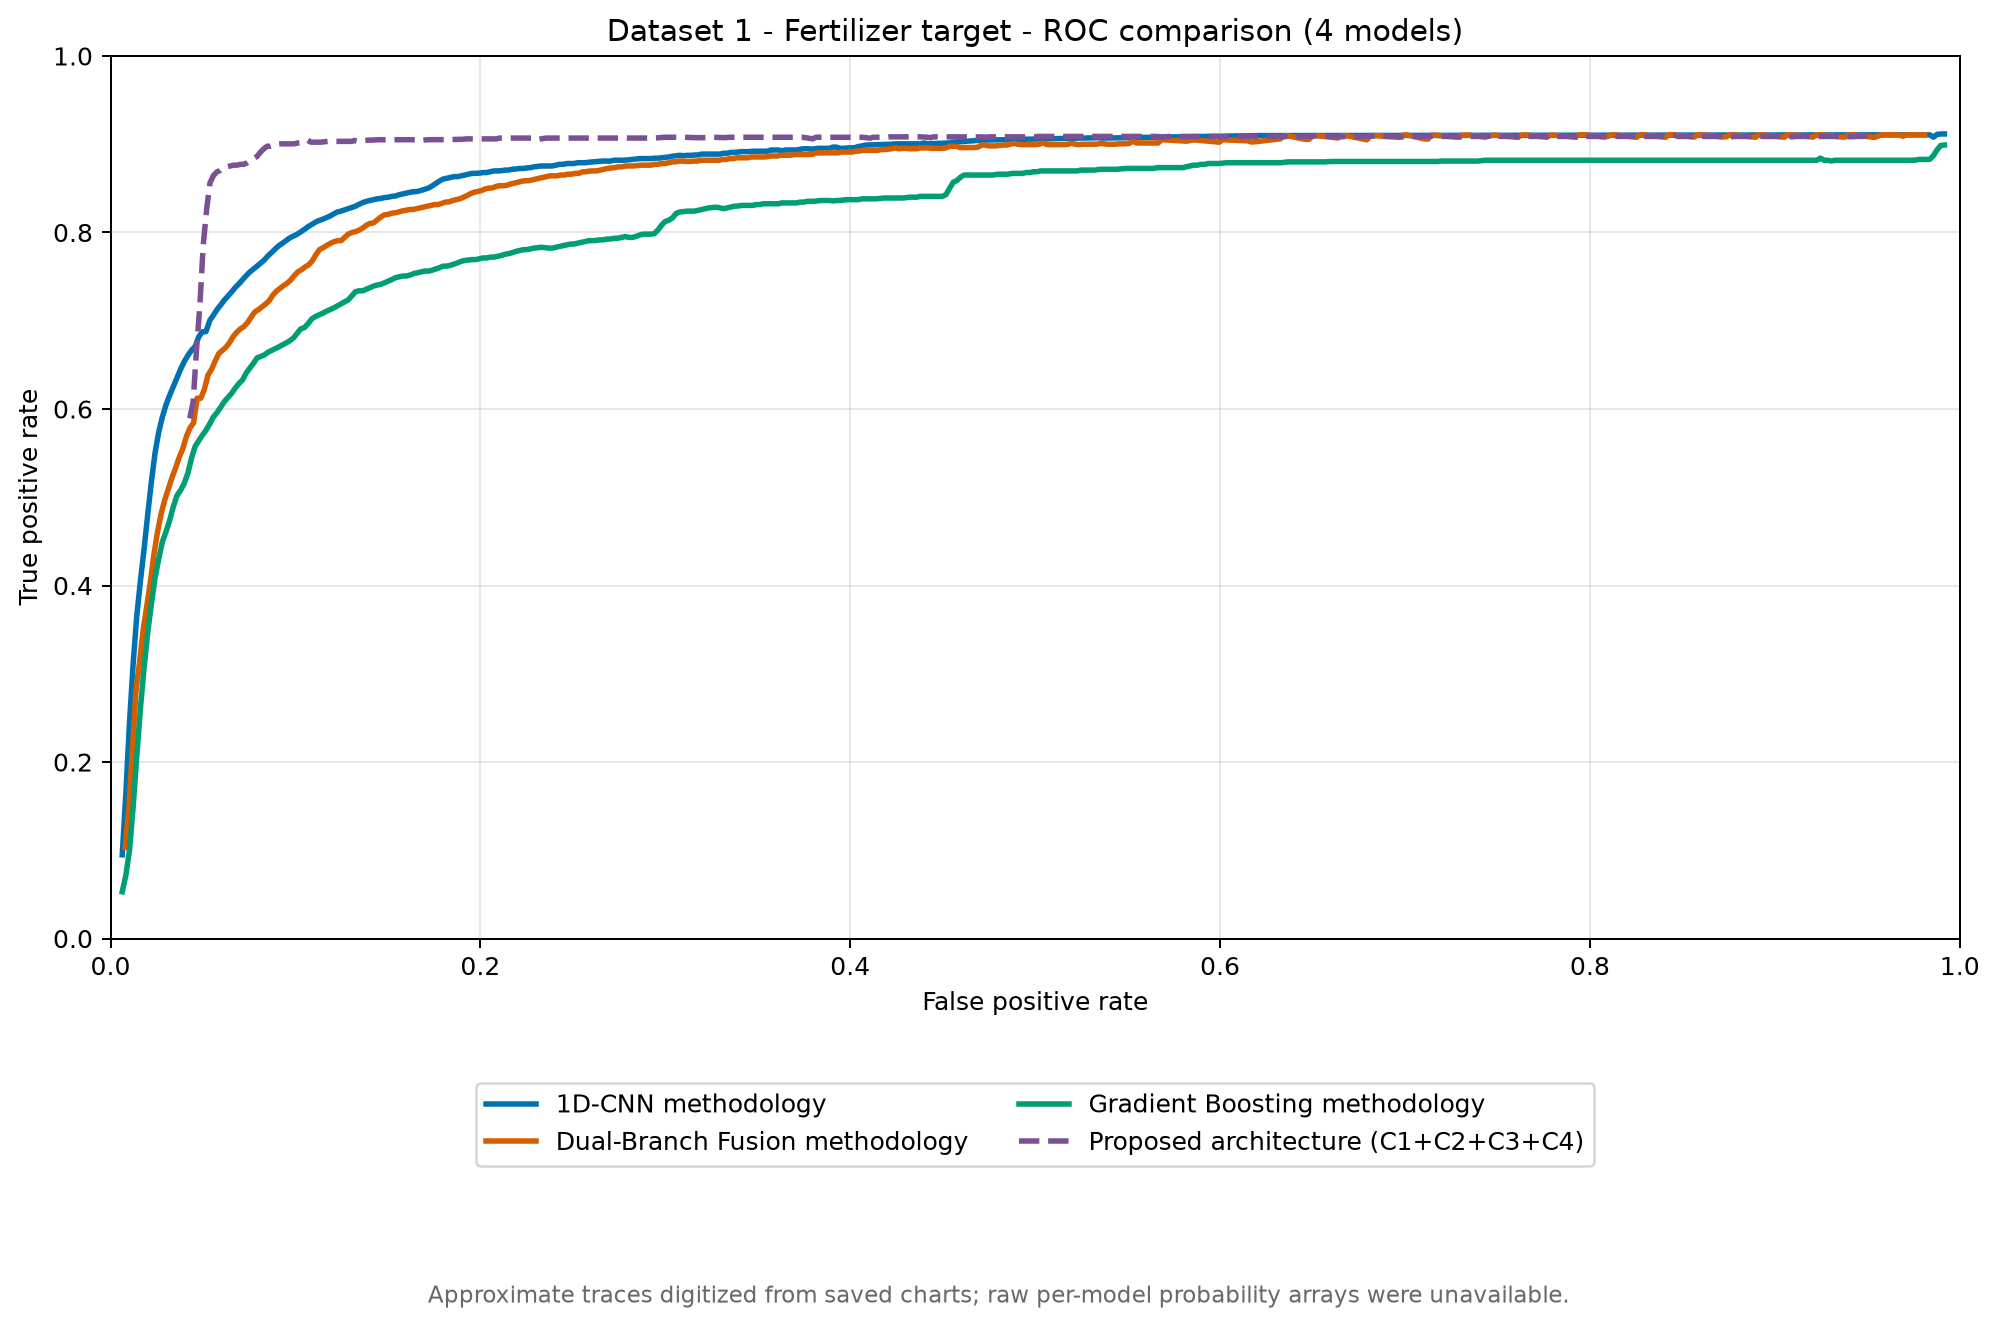 Dataset 1 - Fertilizer target - ROC comparison (4 models)
1.0
0.8
0.6
0.4
0.2
0.0
True positive rate
0.0 0.2 0.4 0.6 0.8 1.0
False positive rate
1D-CNN methodology
Dual-Branch Fusion methodology
Gradient Boosting methodology
Proposed architecture (C1+C2+C3+C4)
Approximate traces digitized from saved charts; raw per-model probability arrays were unavailable.